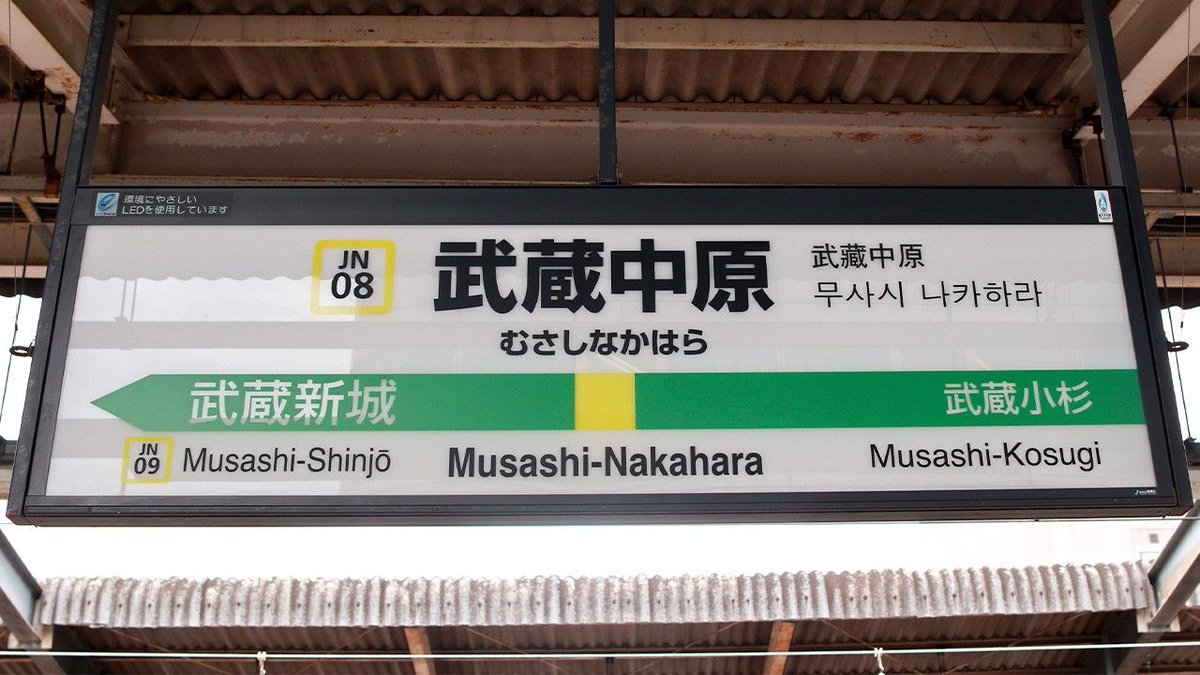 環境にやさしい
LEDを使用しています
JN
08
武蔵中原
武藏中原
무사시 나카하라
むさしなかはら
武蔵新城
武蔵小杉
JN
09
Musashi-Shinjō
Musashi-Nakahara
Musashi-Kosugi